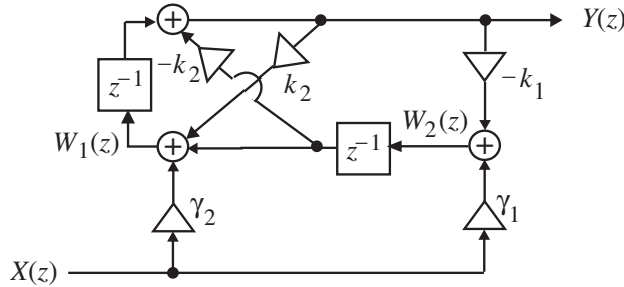 Y(z)
−k₂
k₂
z⁻¹
−k₁
W₁(z)
W₂(z)
z⁻¹
γ₂
γ₁
X(z)